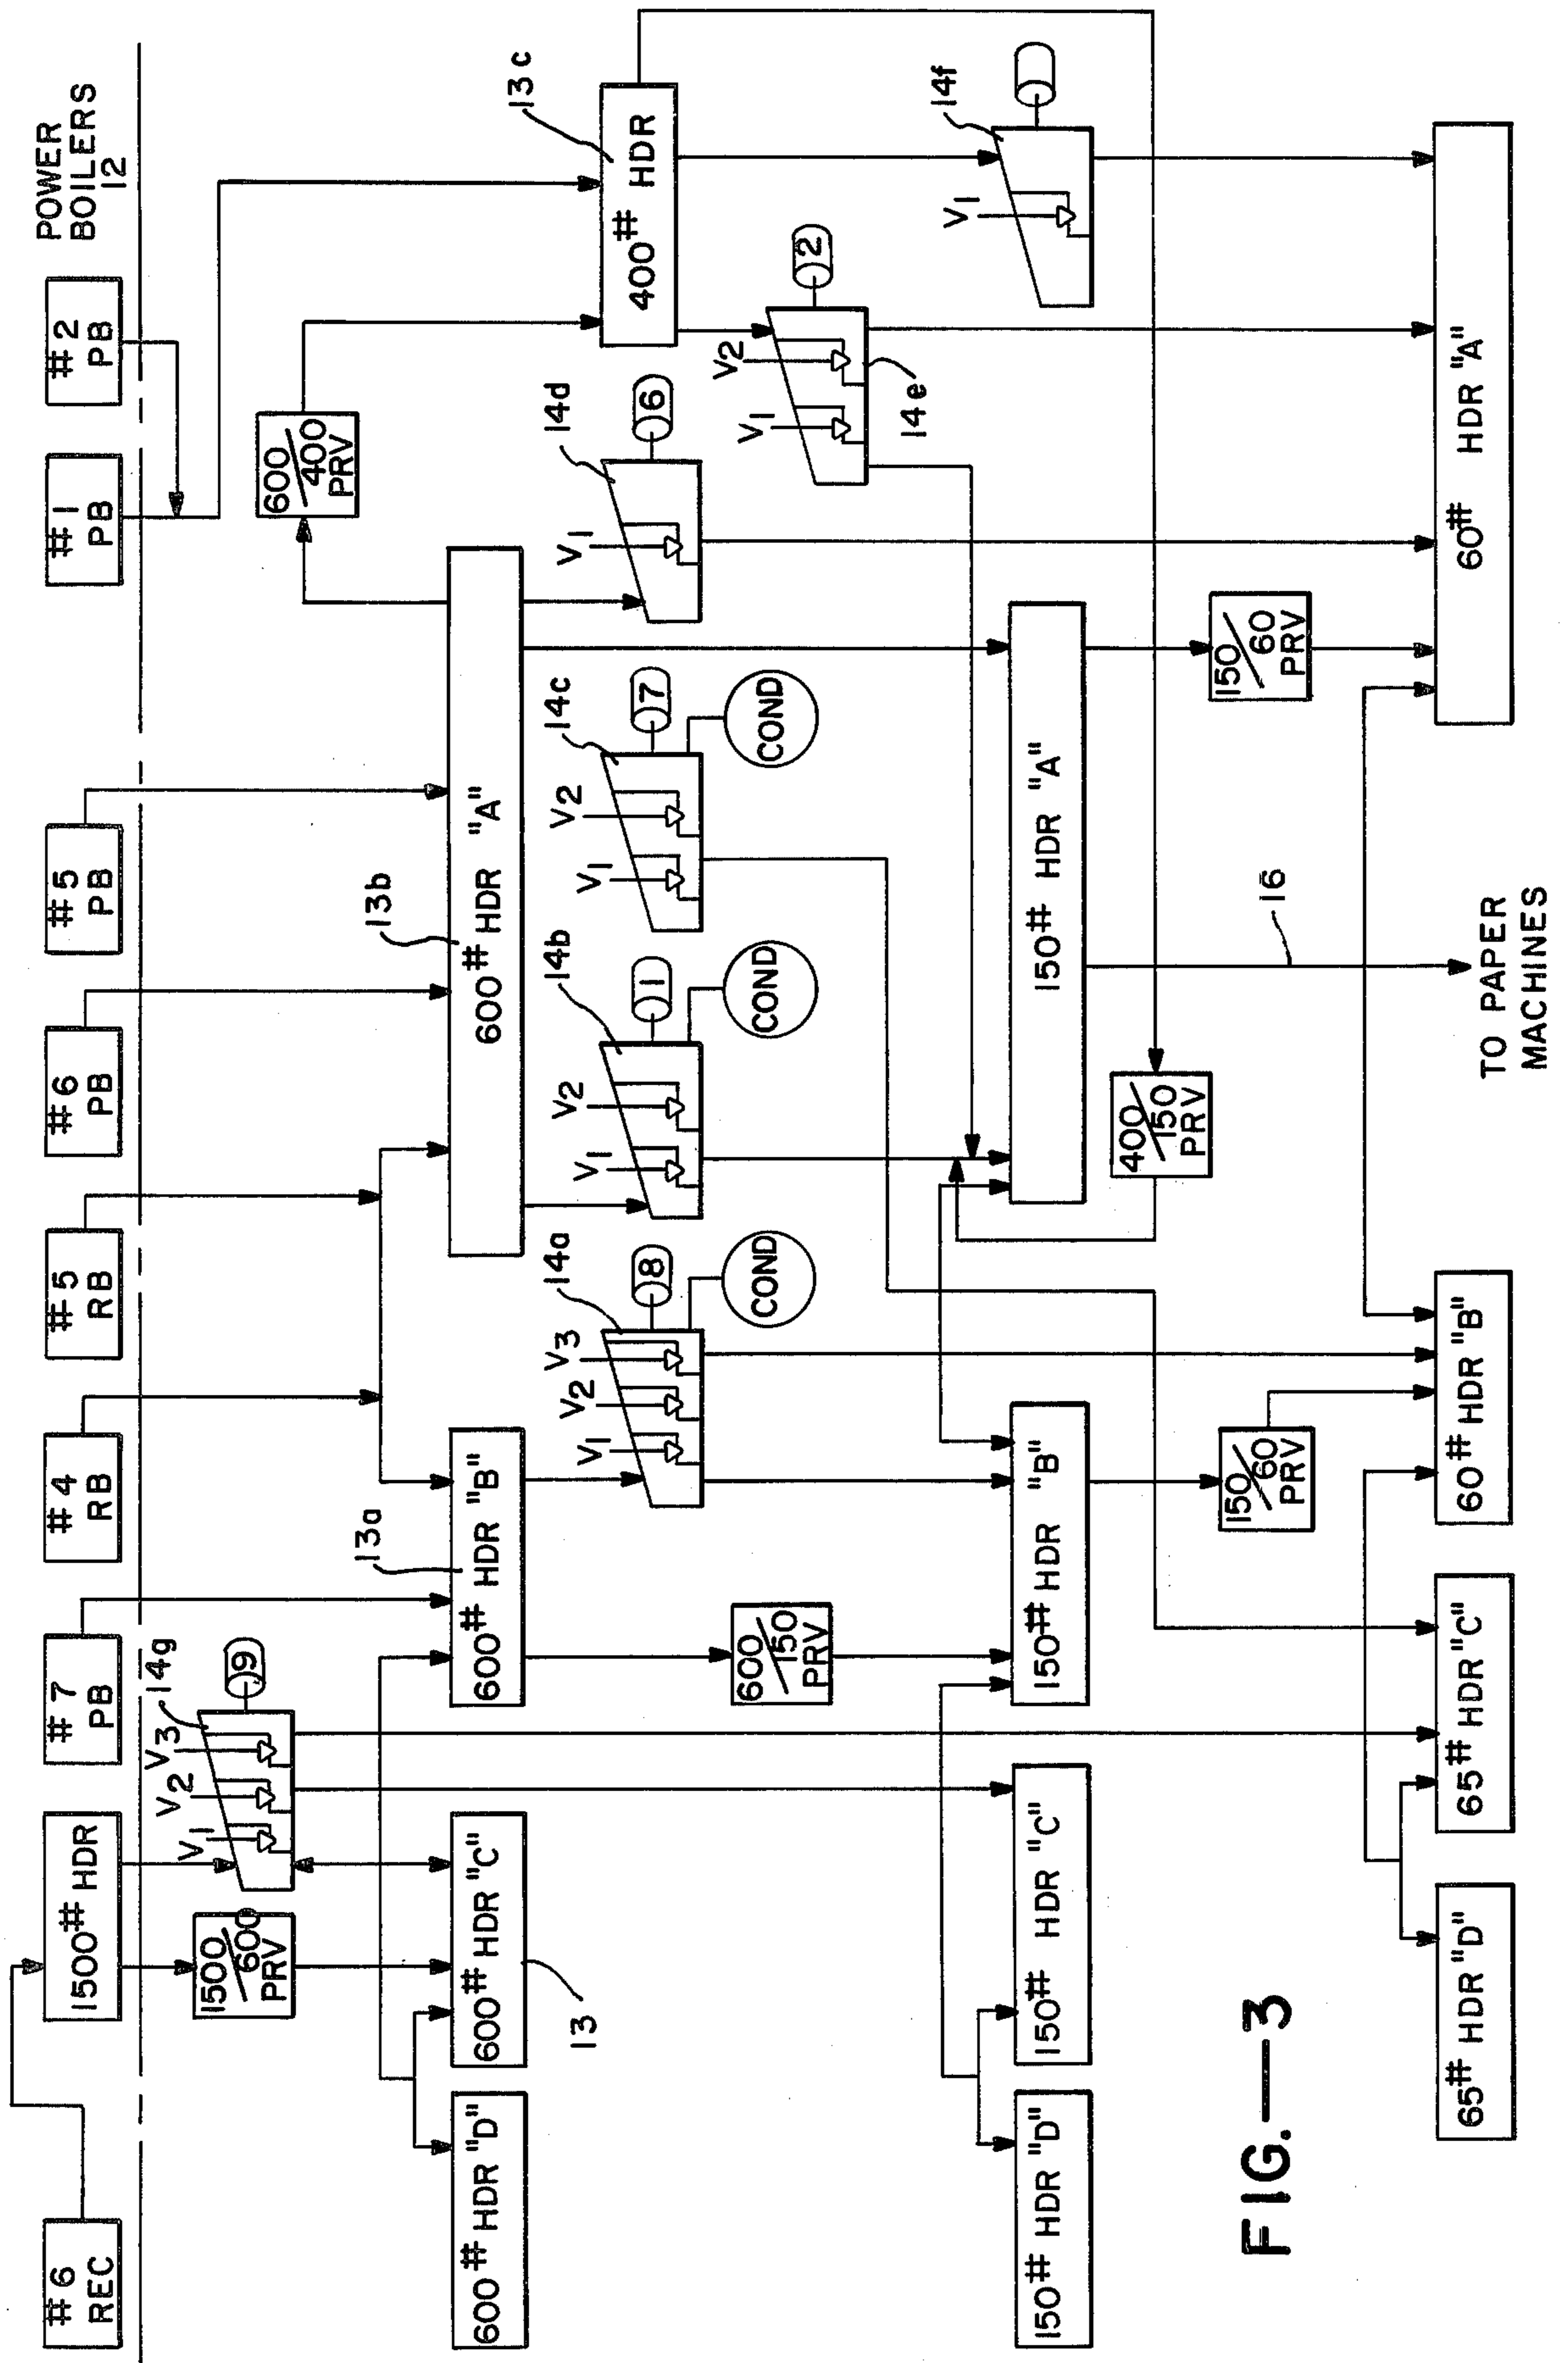 POWER
BOILERS
12
#6
REC
1500# HDR
#7
PB
#4
RB
#5
RB
#6
PB
#5
PB
#1
PB
#2
PB
1500/600
PRV
V1
V2
V3
14g
9
600/400
PRV
600# HDR "D"
600# HDR "C"
13
600# HDR "B"
13a
600# HDR "A"
13b
400# HDR
13c
V1
V2
V3
14a
8
COND
V1
V2
14b
1
COND
V1
V2
14c
7
COND
V1
14d
6
V1
V2
14e
2
V1
14f
600/150
PRV
150# HDR "D"
150# HDR "C"
150# HDR "B"
150# HDR "A"
400/150
PRV
150/60
PRV
150/60
PRV
16
65# HDR "D"
65# HDR "C"
60# HDR "B"
60# HDR "A"
TO PAPER
MACHINES
FIG.—3